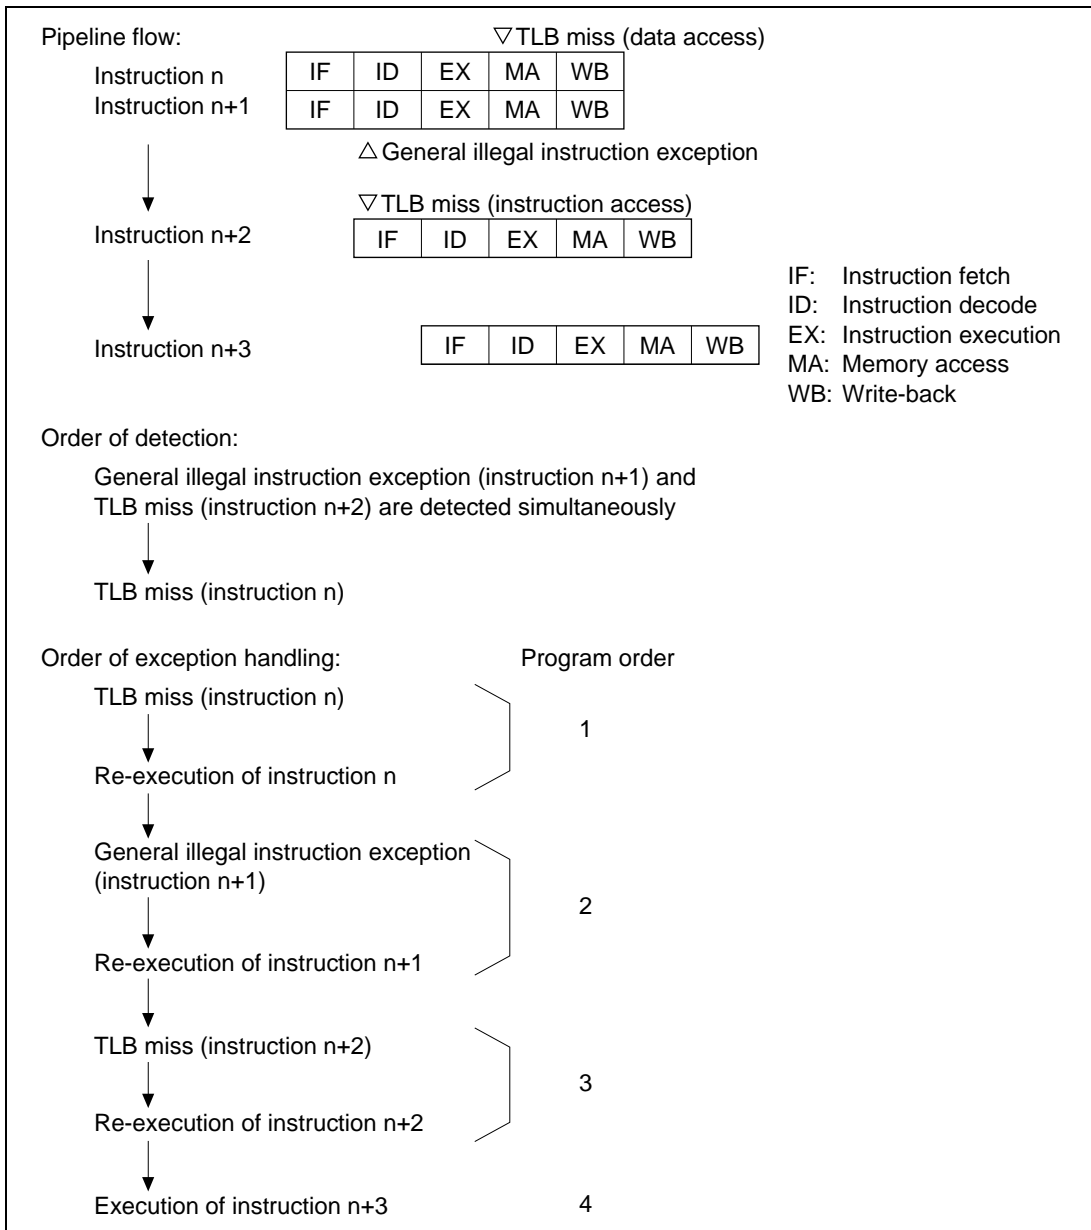 Pipeline flow:
▽TLB miss (data access)
Instruction n IF ID EX MA WB
Instruction n+1 IF ID EX MA WB
△General illegal instruction exception
▽TLB miss (instruction access)
Instruction n+2 IF ID EX MA WB
Instruction n+3 IF ID EX MA WB
IF: Instruction fetch
ID: Instruction decode
EX: Instruction execution
MA: Memory access
WB: Write-back
Order of detection:
General illegal instruction exception (instruction n+1) and
TLB miss (instruction n+2) are detected simultaneously
TLB miss (instruction n)
Order of exception handling: Program order
TLB miss (instruction n)
1
Re-execution of instruction n
General illegal instruction exception
(instruction n+1)
2
Re-execution of instruction n+1
TLB miss (instruction n+2)
3
Re-execution of instruction n+2
Execution of instruction n+3 4